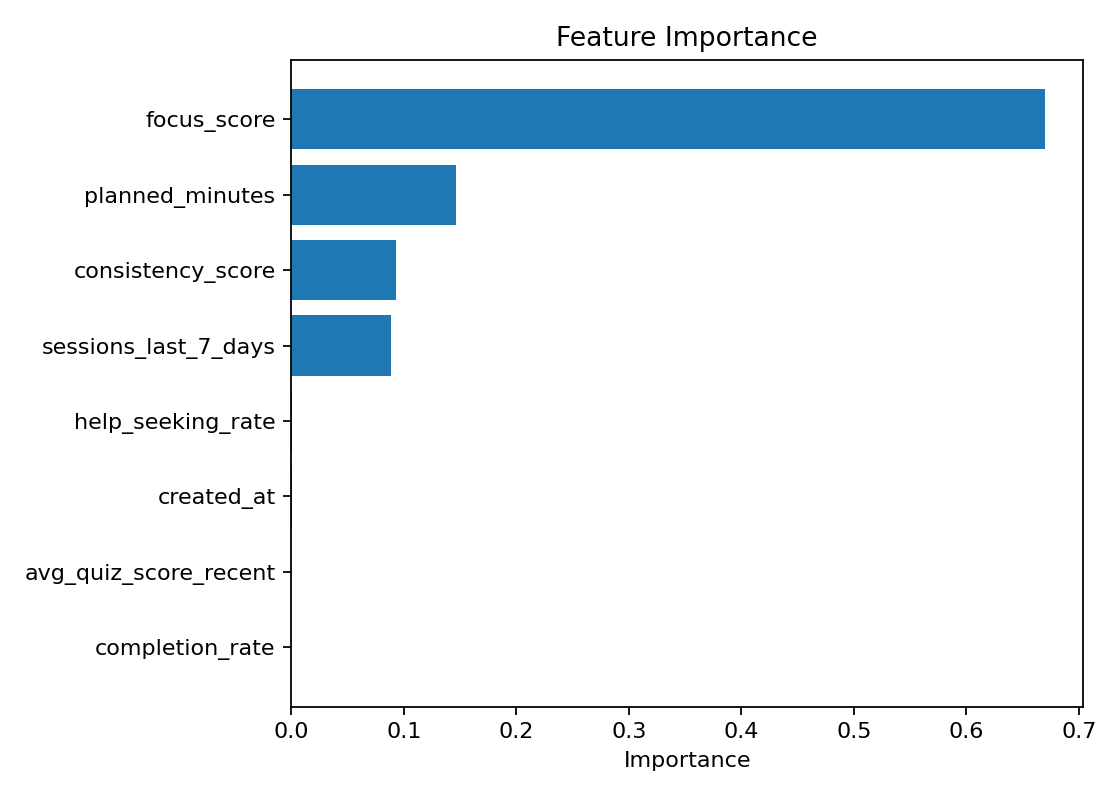 Feature Importance
focus_score
planned_minutes
consistency_score
sessions_last_7_days
help_seeking_rate
created_at
avg_quiz_score_recent
completion_rate
0.0 0.1 0.2 0.3 0.4 0.5 0.6 0.7
Importance